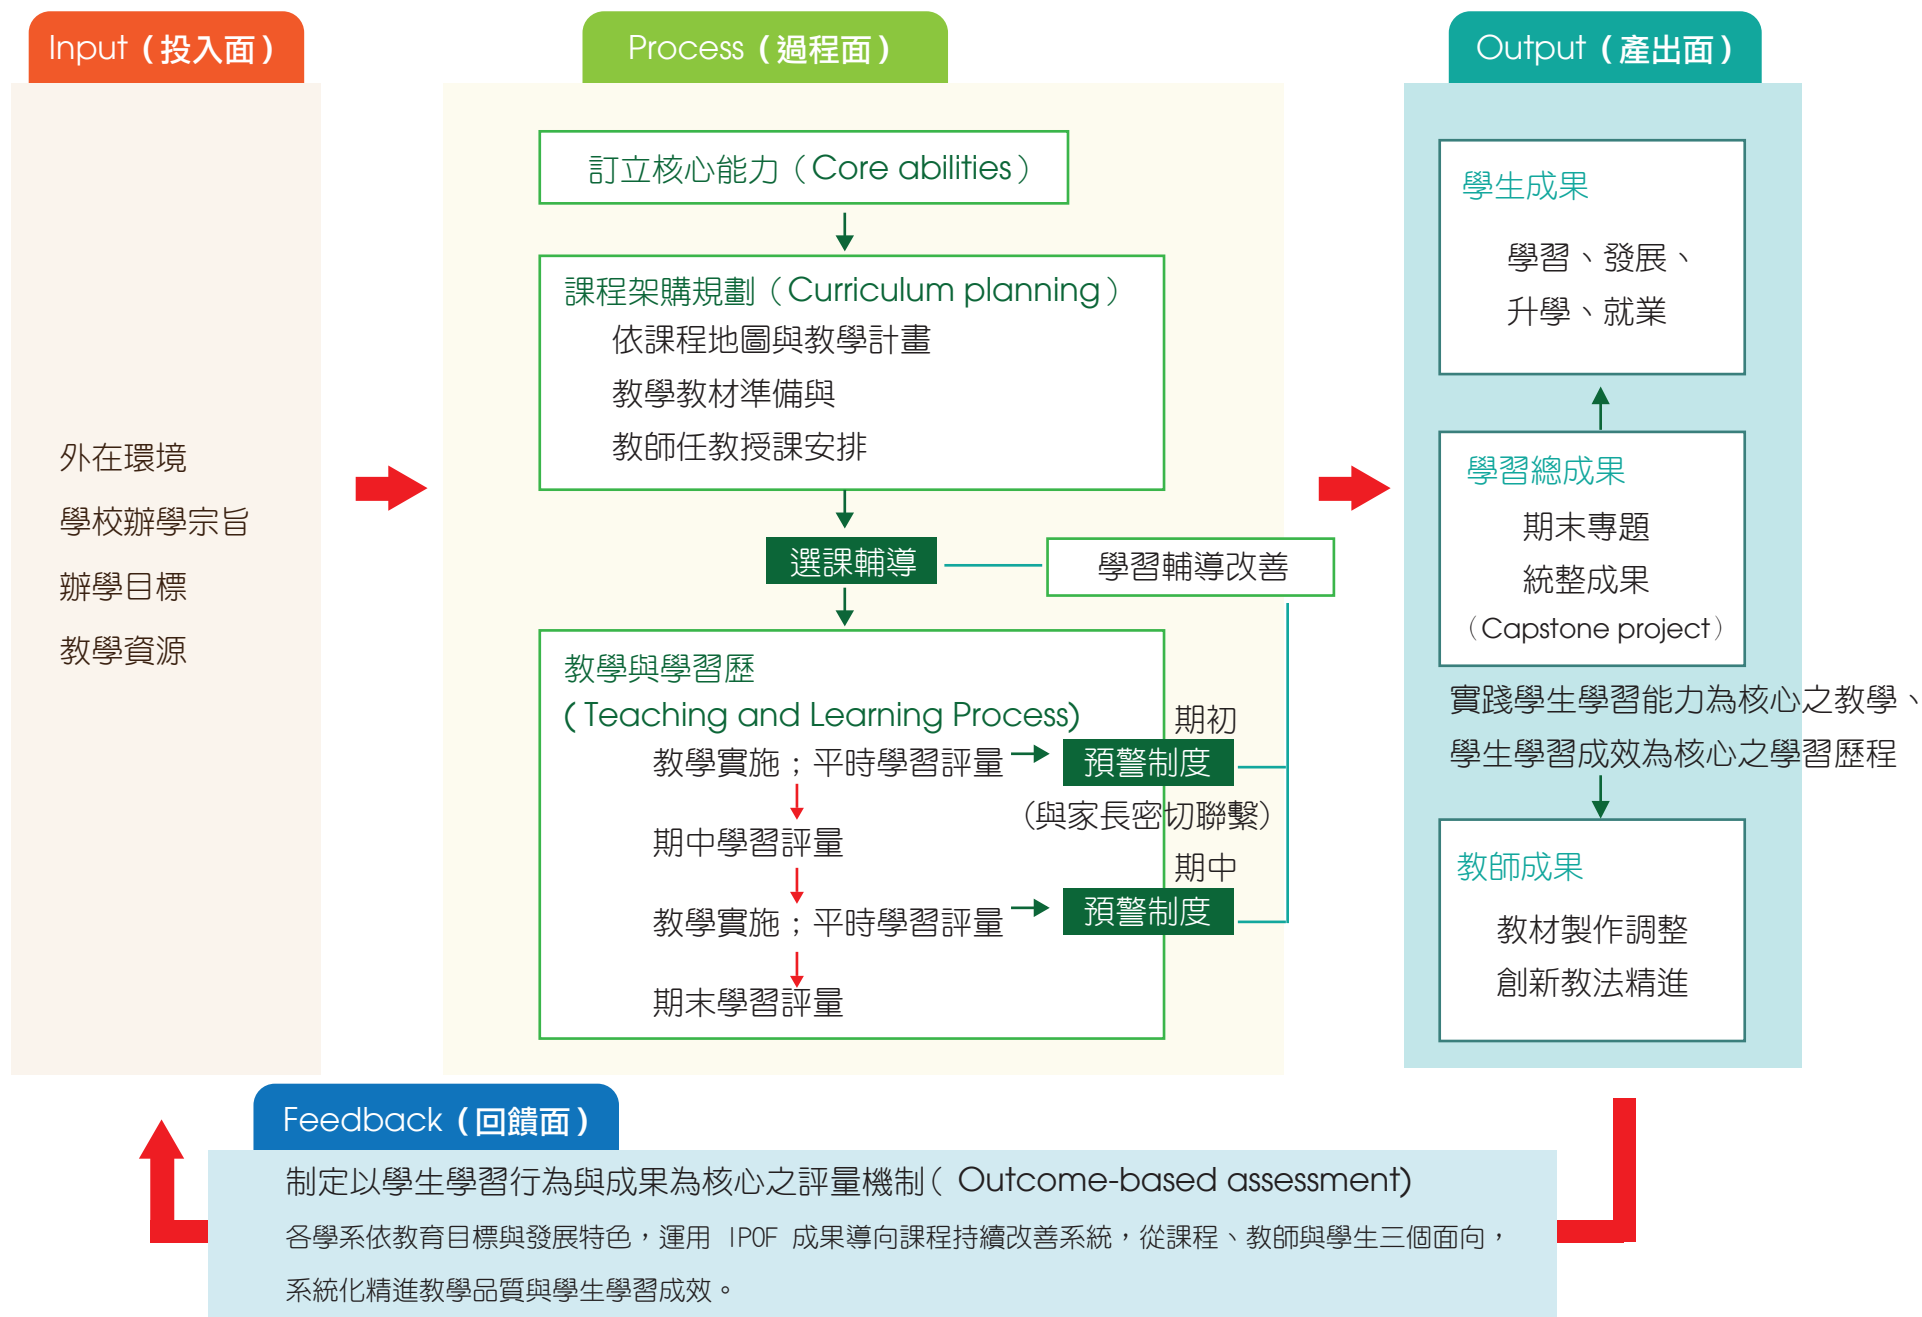 Input（投入面）
外在環境
學校辦學宗旨
辦學目標
教學資源
Process（過程面）
訂立核心能力（Core abilities）
課程架購規劃（Curriculum planning）
依課程地圖與教學計畫
教學教材準備與
教師任教授課安排
選課輔導
學習輔導改善
教學與學習歷
( Teaching and Learning Process)
期初
教學實施；平時學習評量
預警制度
(與家長密切聯繫)
期中學習評量
期中
教學實施；平時學習評量
預警制度
期末學習評量
Output（產出面）
學生成果
學習、發展、
升學、就業
學習總成果
期末專題
統整成果
（Capstone project）
實踐學生學習能力為核心之教學、
學生學習成效為核心之學習歷程
教師成果
教材製作調整
創新教法精進
Feedback（回饋面）
制定以學生學習行為與成果為核心之評量機制( Outcome-based assessment)
各學系依教育目標與發展特色，運用 IPOF 成果導向課程持續改善系統，從課程、教師與學生三個面向，
系統化精進教學品質與學生學習成效。